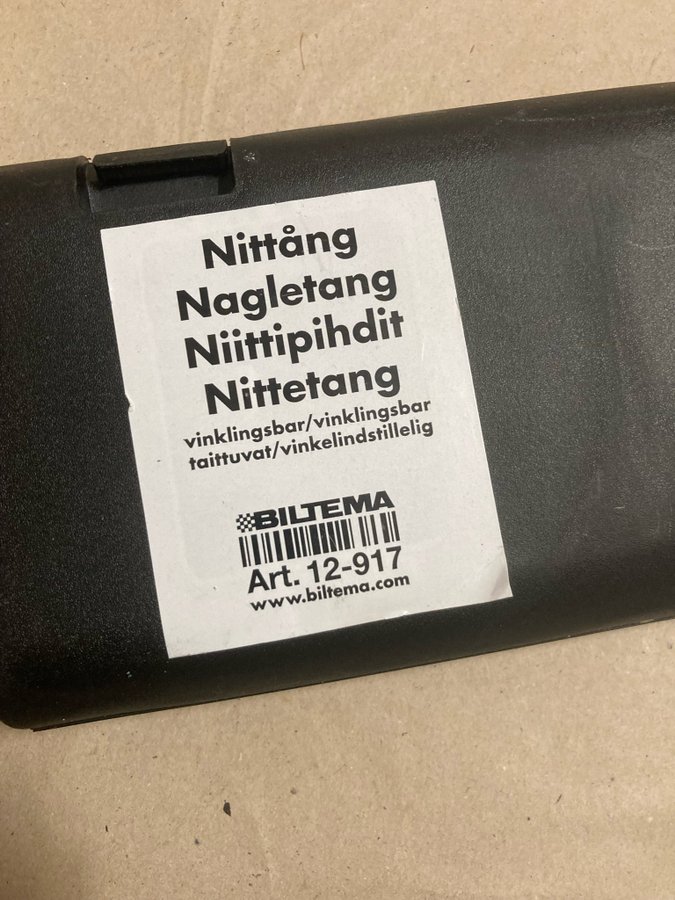 Nittång
Nagletang
Niittipihdit
Nittetang
vinklingsbar/vinklingsbar
taittuvat/vinkelindstillelig
BILTEMA
Art. 12-917
www.biltema.com